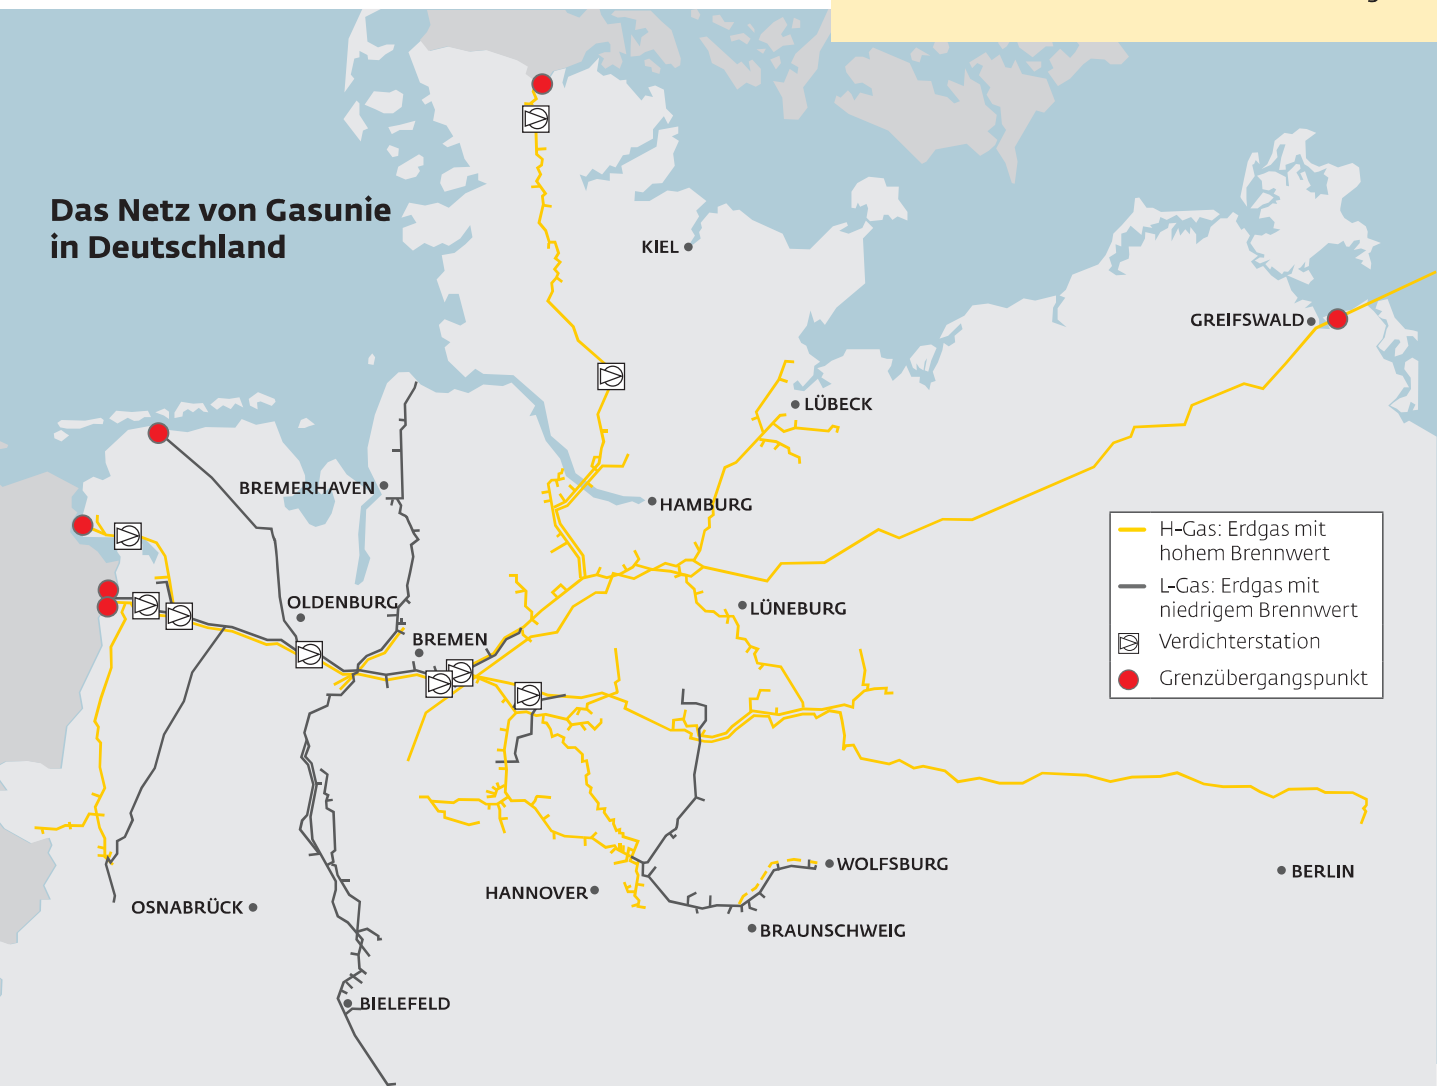 Das Netz von Gasunie
in Deutschland
KIEL
GREIFSWALD
LÜBECK
BREMERHAVEN
HAMBURG
H-Gas: Erdgas mit
hohem Brennwert
L-Gas: Erdgas mit
niedrigem Brennwert
Verdichterstation
Grenzübergangspunkt
OLDENBURG
LÜNEBURG
BREMEN
WOLFSBURG
BERLIN
HANNOVER
OSNABRÜCK
BRAUNSCHWEIG
BIELEFELD